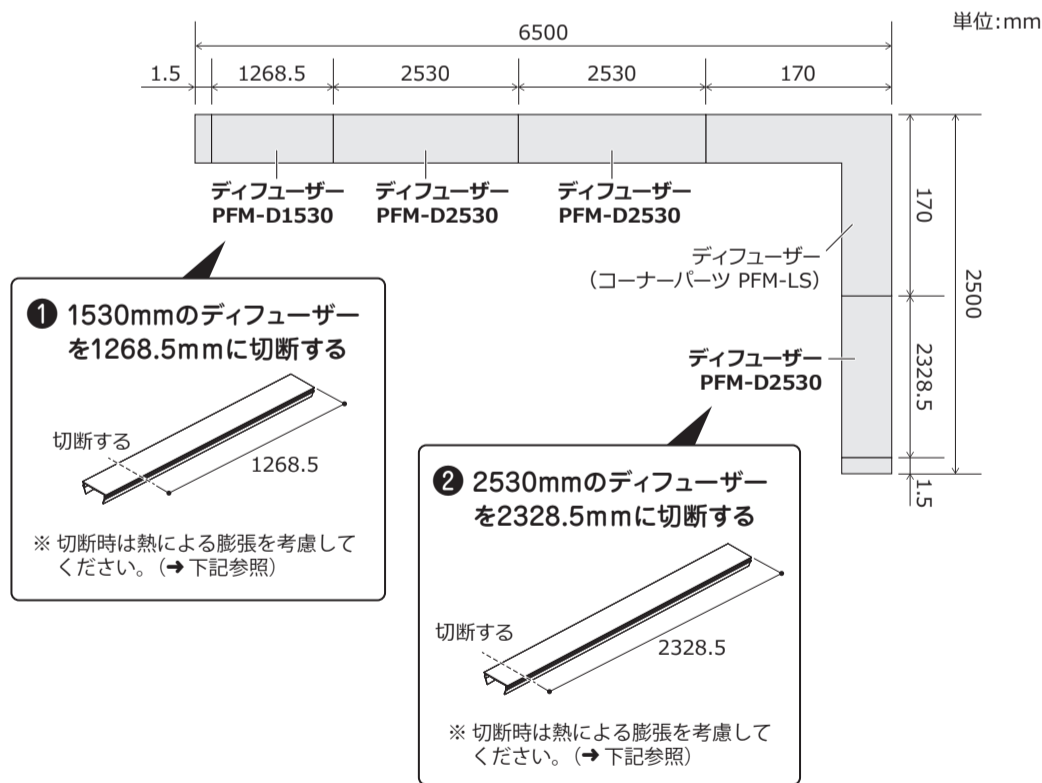 単位:mm
6500
1.5
1268.5
2530
2530
170
ディフューザー
PFM-D1530
ディフューザー
PFM-D2530
ディフューザー
PFM-D2530
170
2500
ディフューザー
（コーナーパーツ PFM-LS）
ディフューザー
PFM-D2530
2328.5
1.5
❶ 1530mmのディフューザー
を1268.5mmに切断する
切断する
1268.5
※ 切断時は熱による膨張を考慮して
ください。（➜ 下記参照）
❷ 2530mmのディフューザー
を2328.5mmに切断する
切断する
2328.5
※ 切断時は熱による膨張を考慮して
ください。（➜ 下記参照）